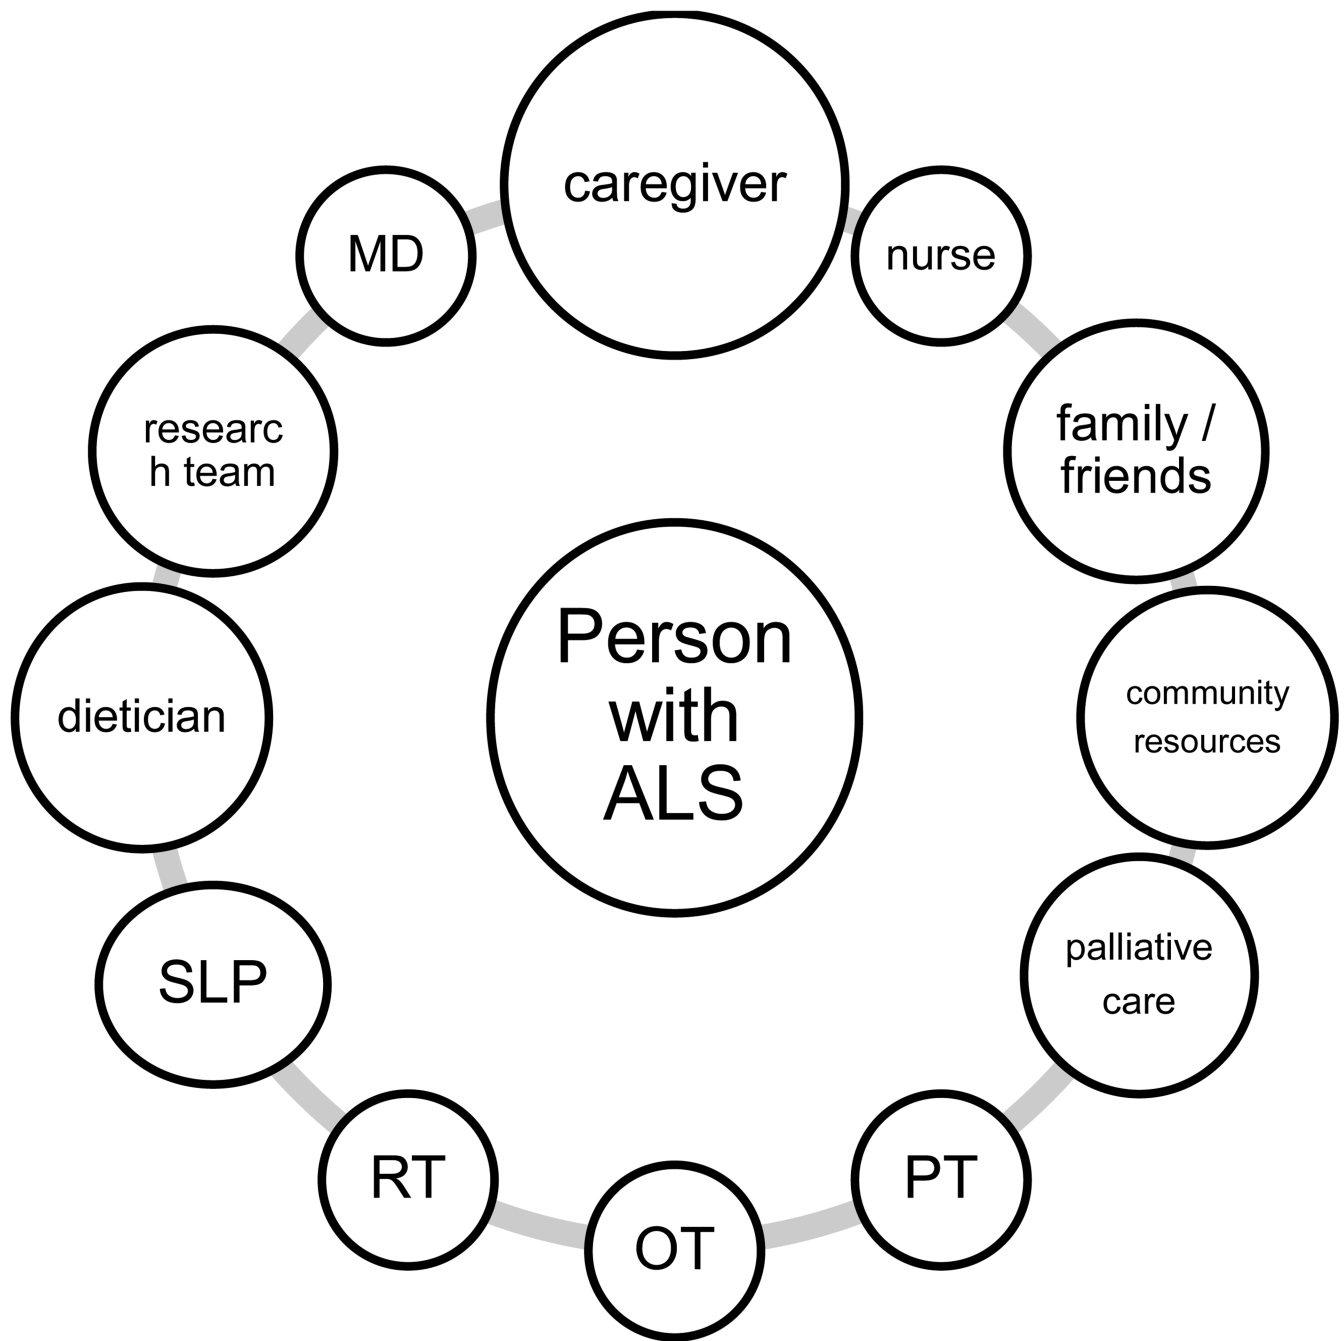 caregiver
MD
nurse
researc
h team
family /
friends
Person
with
ALS
dietician
community
resources
SLP
palliative
care
RT
PT
OT